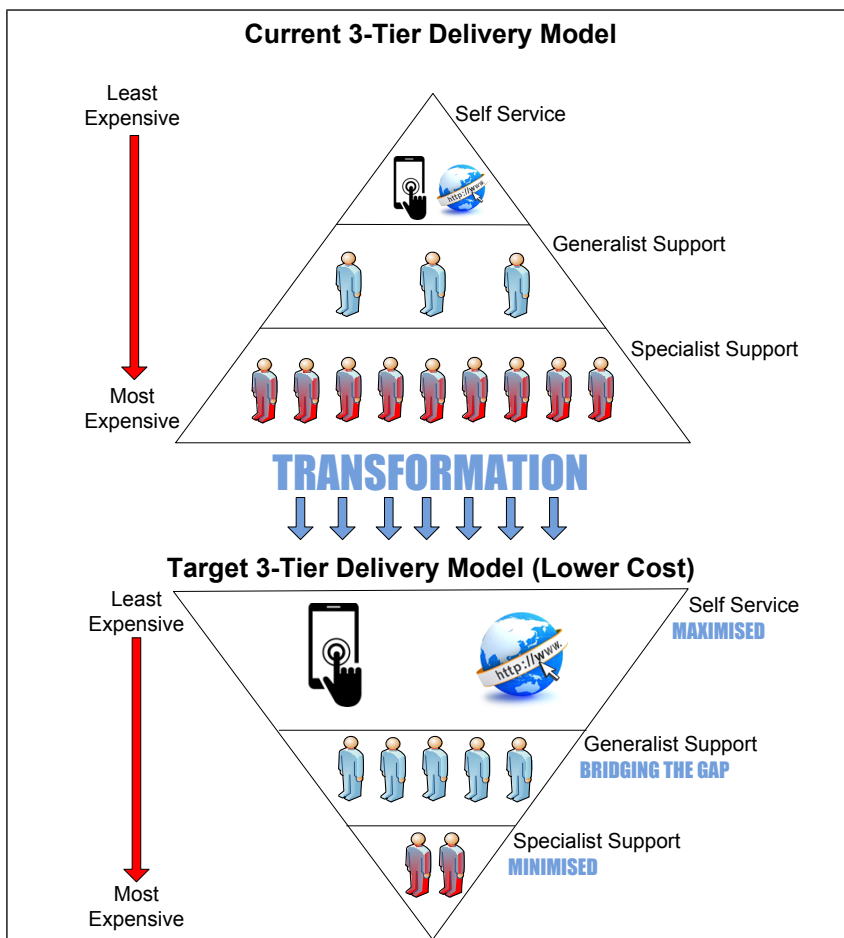 Current 3-Tier Delivery Model
Least
Expensive
Self Service
http://www.
Generalist Support
Specialist Support
Most
Expensive
TRANSFORMATION
Target 3-Tier Delivery Model (Lower Cost)
Least
Expensive
Self Service
MAXIMISED
http://www.
Generalist Support
BRIDGING THE GAP
Specialist Support
MINIMISED
Most
Expensive